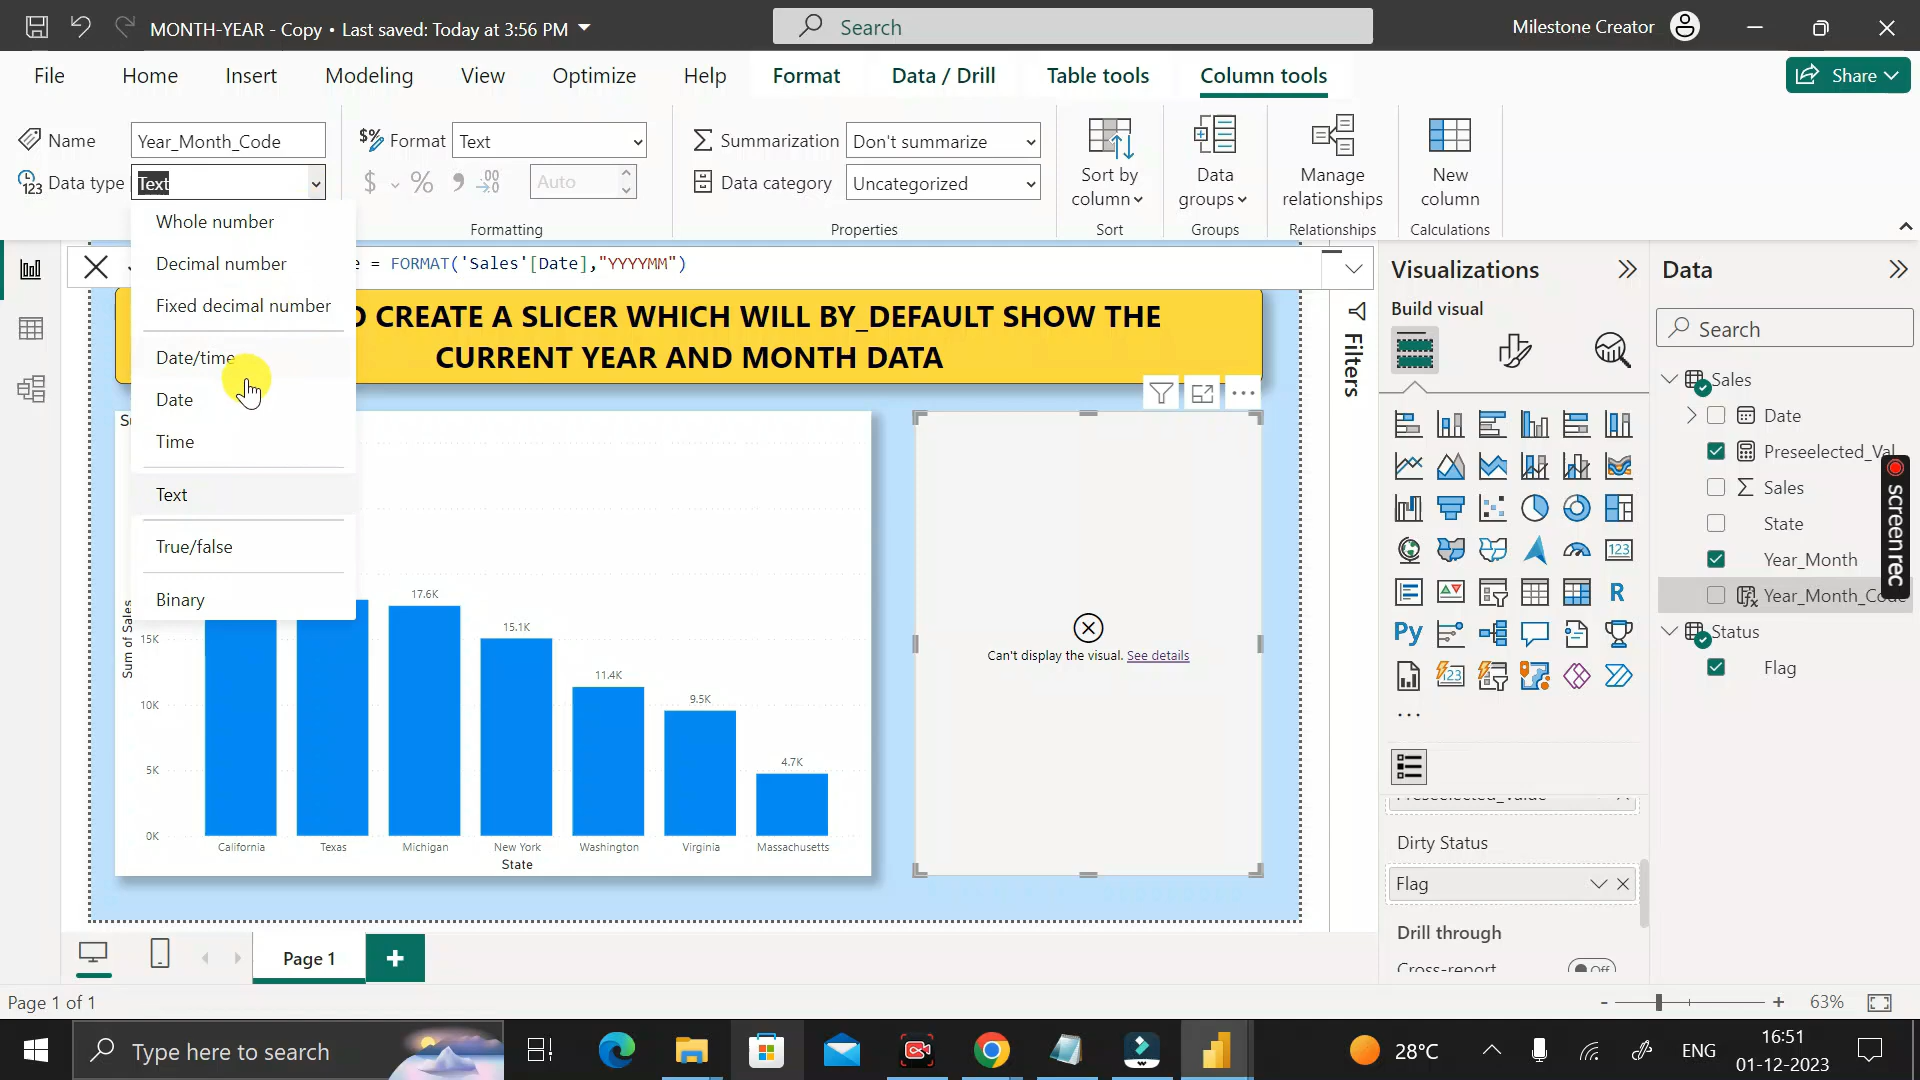 MONTH-YEAR - Copy • Last saved: Today at 3:56 PM
Search
Milestone Creator
File Home Insert Modeling View Optimize Help Format Data / Drill Table tools Column tools
Share
Name Year_Month_Code
Data type Text
Format Text
$ % Auto
Formatting
Summarization Don't summarize
Data category Uncategorized
Properties
Sort by column
Sort
Data groups
Groups
Manage relationships
Relationships
New column
Calculations
Whole number
Decimal number
Fixed decimal number
Date/time
Date
Time
Text
True/false
Binary
= FORMAT('Sales'[Date],"YYYYMM")
CREATE A SLICER WHICH WILL BY_DEFAULT SHOW THE
CURRENT YEAR AND MONTH DATA
Sum of Sales
15K
10K
5K
0K
17.6K
15.1K
11.4K
9.5K
4.7K
California Texas Michigan New York Washington Virginia Massachusetts
State
Can't display the visual. See details
Filters
Visualizations
Build visual
123
R
Py
123
Dirty Status
Flag
Drill through
Off
Data
Search
Sales
Date
Preselected_Val
Sales
State
Year_Month
Year_Month_Code
Status
Flag
screen rec
Page 1
Page 1 of 1
- + 63%
Type here to search
28°C
ENG
16:51
01-12-2023